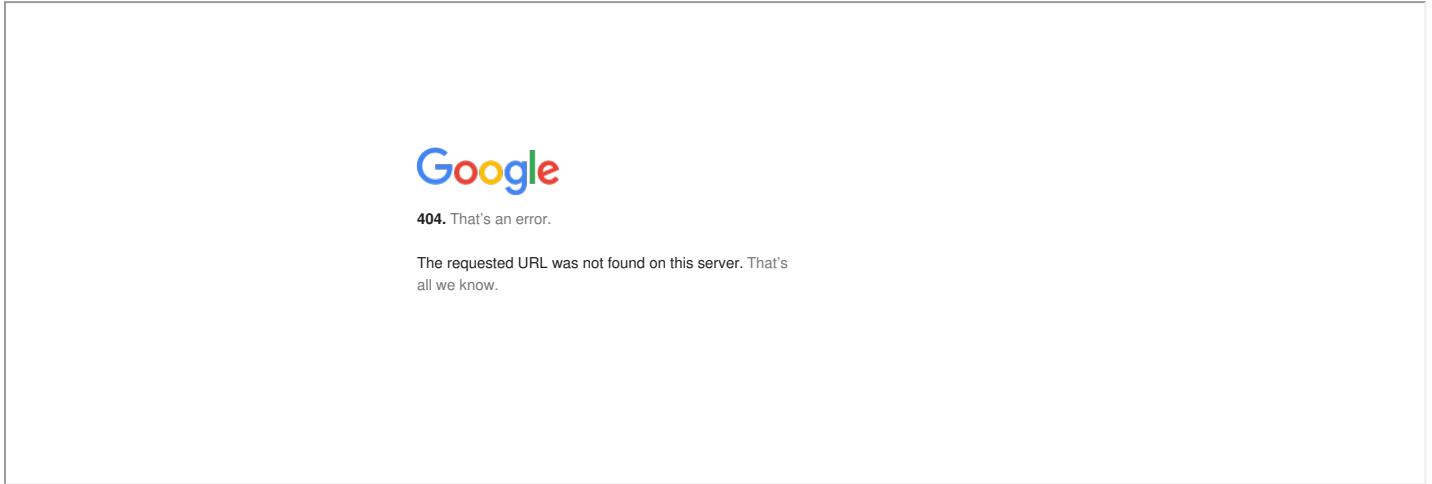 Google
404. That's an error.
The requested URL was not found on this server. That's
all we know.